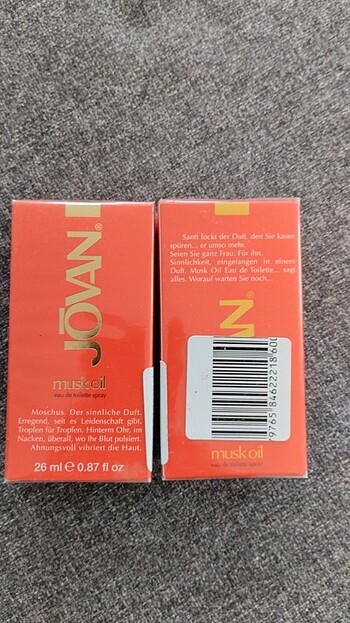 JŌVAN®
musk oil
eau de toilette spray
Moschus. Der sinnliche Duft.
Erregend, seit es Leidenschaft gibt.
Tropfen für Tropfen. Hinterm Ohr, im
Nacken, überall, wo Ihr Blut pulsiert.
Ahnungsvoll vibriert die Haut.
26 ml e 0.87 fl oz
Sanft lockt der Duft, den Sie kaum
spüren... er umso mehr.
Seien Sie ganz Frau. Für ihn.
Sinnlichkeit, eingefangen in einem
Duft. Musk Oil Eau de Toilette... sagt
alles. Worauf warten Sie noch...
AN
musk oil
eau de toilette spray